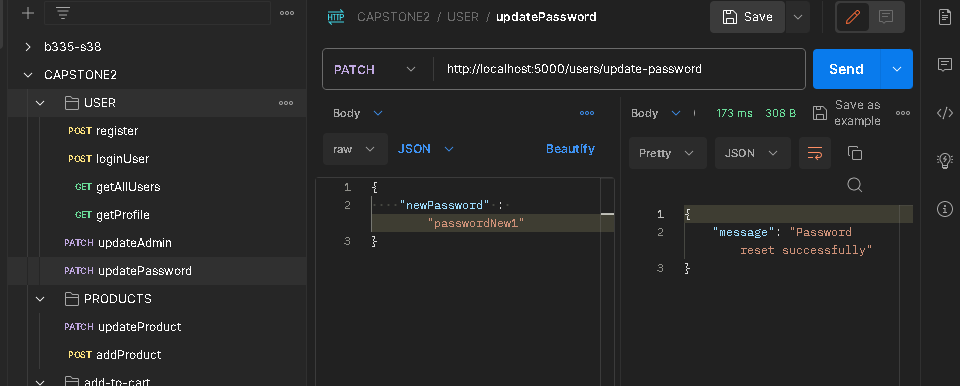 b335-s38
CAPSTONE2
USER
POST register
POST loginUser
GET getAllUsers
GET getProfile
PATCH updateAdmin
PATCH updatePassword
PRODUCTS
PATCH updateProduct
POST addProduct
add-to-cart
HTTP CAPSTONE2 / USER / updatePassword
Save
PATCH http://localhost:5000/users/update-password
Send
Body
raw JSON Beautify
1 {
2 "newPassword" :
"passwordNew1"
3 }
Body 173 ms 308 B Save as
example
Pretty JSON
1 {
2 "message": "Password
reset successfully"
3 }